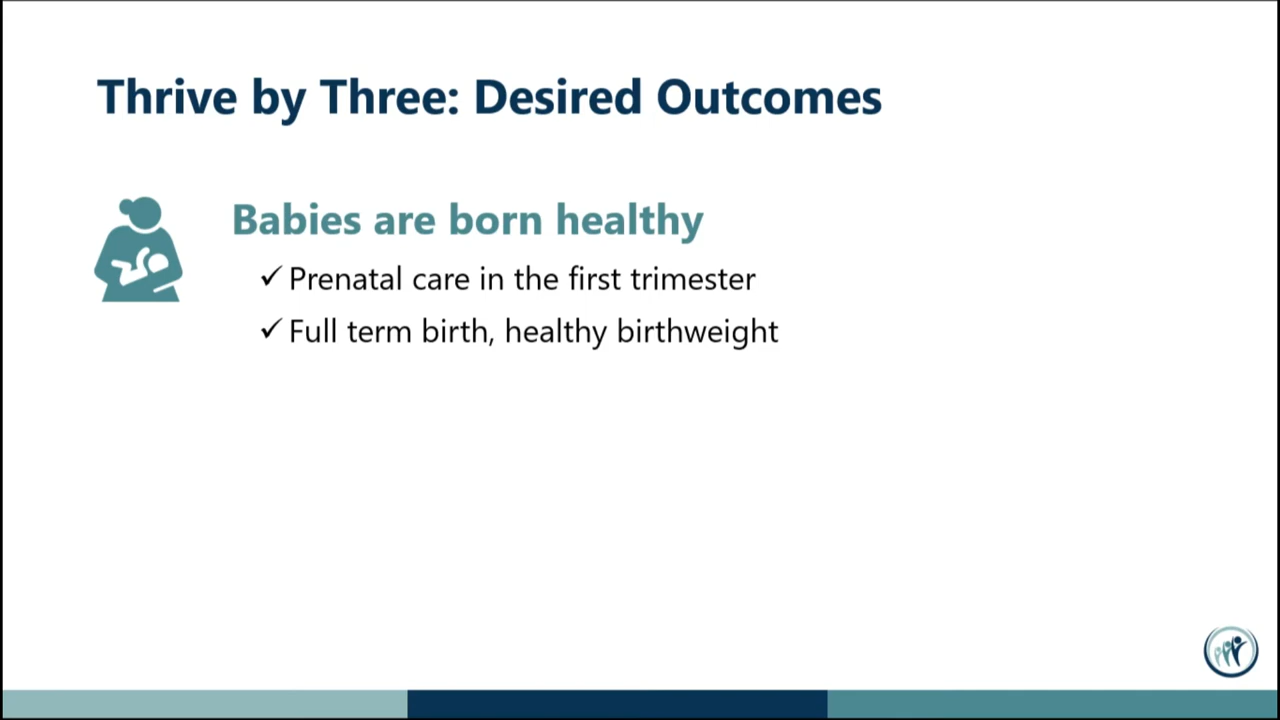 Thrive by Three: Desired Outcomes
Babies are born healthy
✓ Prenatal care in the first trimester
✓ Full term birth, healthy birthweight